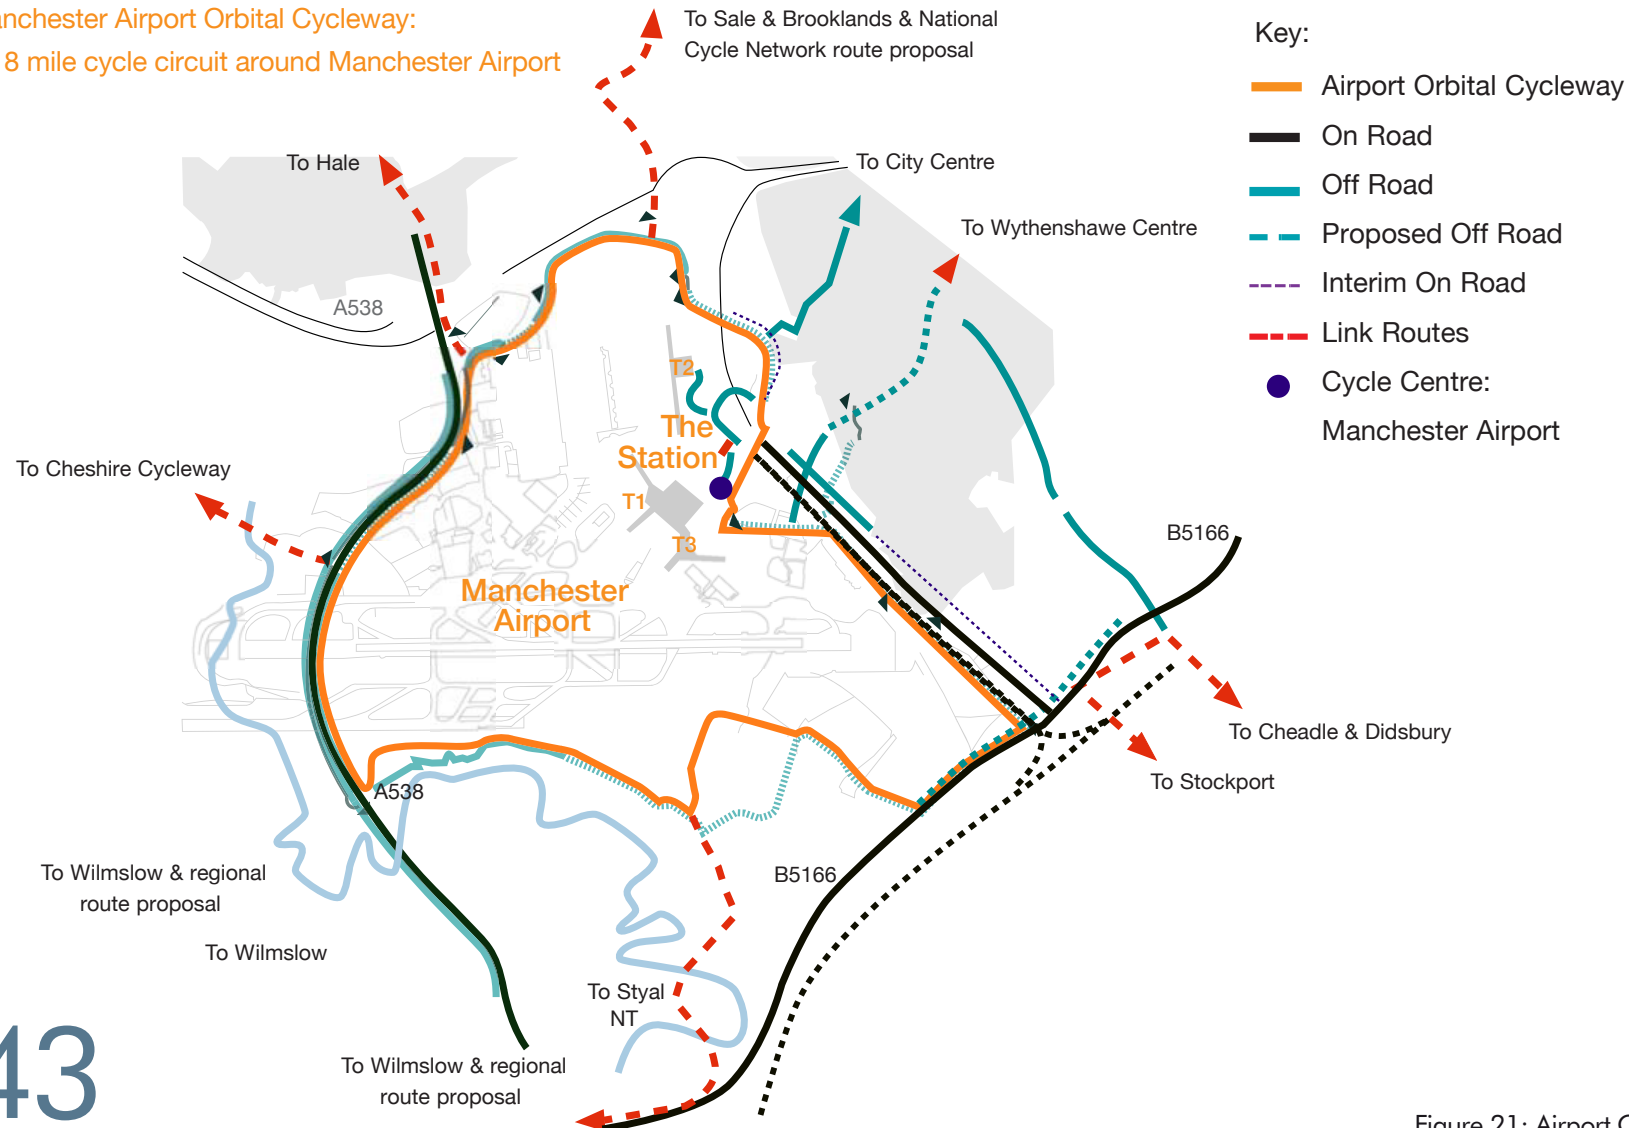 anchester Airport Orbital Cycleway:
8 mile cycle circuit around Manchester Airport
To Sale & Brooklands & National
Cycle Network route proposal
Key:
Airport Orbital Cycleway
On Road
Off Road
Proposed Off Road
Interim On Road
Link Routes
Cycle Centre:
Manchester Airport
To Hale
To City Centre
To Wythenshawe Centre
A538
T2
The
Station
To Cheshire Cycleway
T1
T3
B5166
Manchester
Airport
To Cheadle & Didsbury
To Stockport
A538
To Wilmslow & regional
route proposal
B5166
To Wilmslow
To Styal
NT
To Wilmslow & regional
route proposal
43
Figure 21: Airport